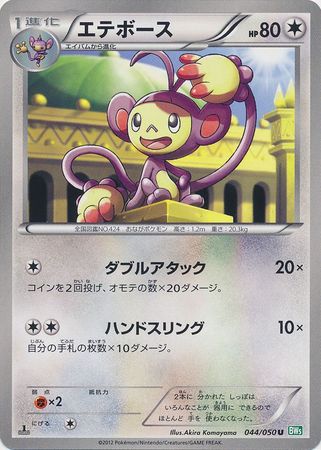 1進化
エテボース
HP80
エイパムから進化
全国図鑑NO.424 おながポケモン 高さ：1.2m 重さ：20.3kg
ダブルアタック 20×
コインを2回投げ、オモテの数×20ダメージ。
ハンドスリング 10×
自分の手札の枚数×10ダメージ。
弱点 抵抗力
×2
にげる
2本に 分かれた しっぽは
いろんなことが 器用に できるので
ほとんど 手を 使わなくなった。
Illus.Akira Komayama
044/050 U BW5
©2012 Pokémon/Nintendo/Creatures/GAME FREAK.